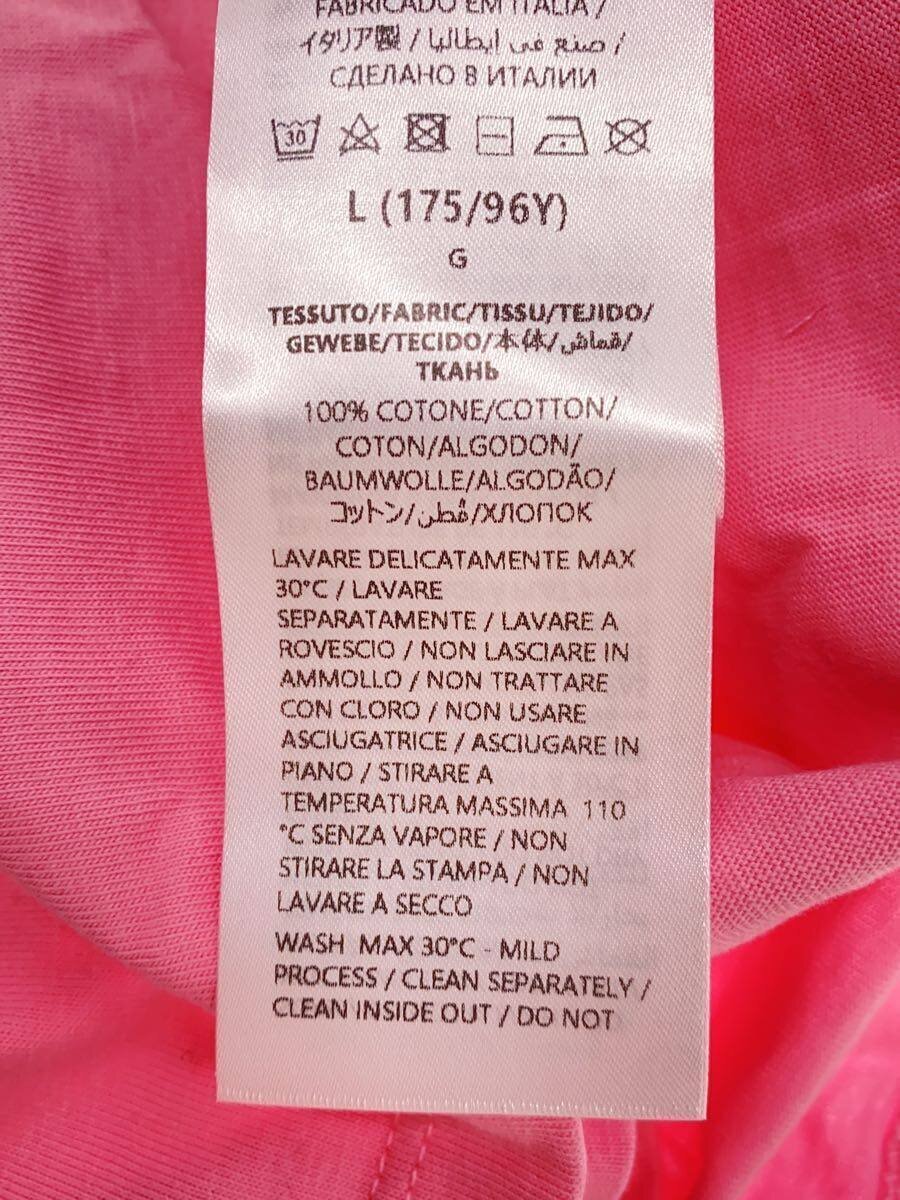 FABRICADO EM ITALIA /
イタリア製 / صنع في ايطاليا /
СДЕЛАНО В ИТАЛИИ
30
L (175/96Y)
G
TESSUTO/FABRIC/TISSU/TEJIDO/
GEWEBE/TECIDO/本体/قماش/
ТКАНЬ
100% COTONE/COTTON/
COTON/ALGODON/
BAUMWOLLE/ALGODÃO/
コットン/قُطن/ХЛОПОК
LAVARE DELICATAMENTE MAX
30°C / LAVARE
SEPARATAMENTE / LAVARE A
ROVESCIO / NON LASCIARE IN
AMMOLLO / NON TRATTARE
CON CLORO / NON USARE
ASCIUGATRICE / ASCIUGARE IN
PIANO / STIRARE A
TEMPERATURA MASSIMA 110
°C SENZA VAPORE / NON
STIRARE LA STAMPA / NON
LAVARE A SECCO
WASH MAX 30°C - MILD
PROCESS / CLEAN SEPARATELY /
CLEAN INSIDE OUT / DO NOT